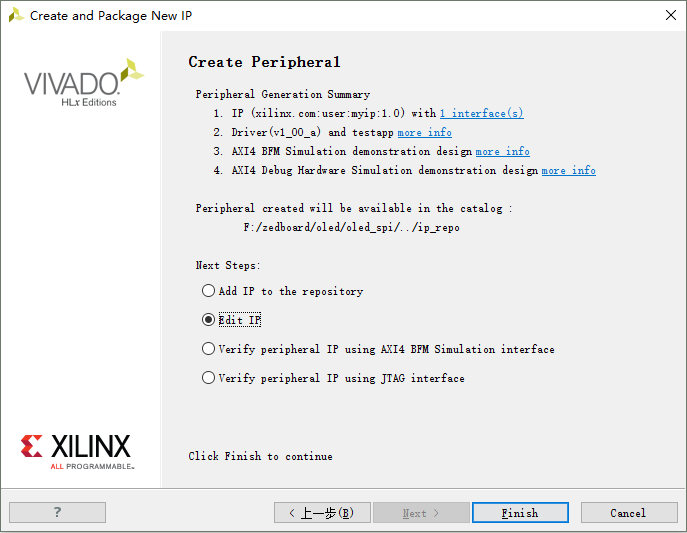 Create and Package New IP
VIVADO.
HLx Editions
Create Peripheral
Peripheral Generation Summary
1. IP (xilinx.com:user:myip:1.0) with 1 interface(s)
2. Driver(v1_00_a) and testapp more info
3. AXI4 BFM Simulation demonstration design more info
4. AXI4 Debug Hardware Simulation demonstration design more info
Peripheral created will be available in the catalog :
F:/zedboard/oled/oled_spi/../ip_repo
Next Steps:
Add IP to the repository
Edit IP
Verify peripheral IP using AXI4 BFM Simulation interface
Verify peripheral IP using JTAG interface
XILINX
ALL PROGRAMMABLE™
Click Finish to continue
?
< 上一步(B)
Next >
Finish
Cancel